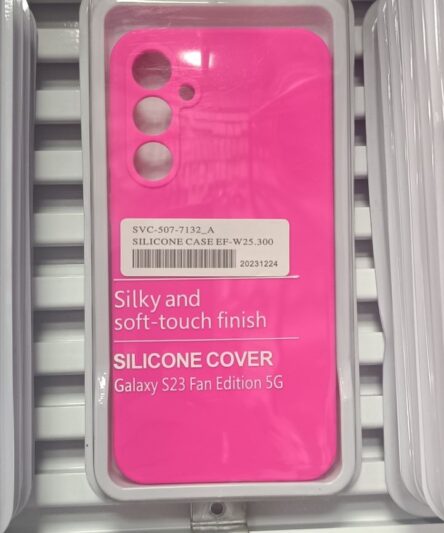 SVC-507-7132_A
SILICONE CASE EF-W25.300
20231224
Silky and
soft-touch finish
SILICONE COVER
Galaxy S23 Fan Edition 5G